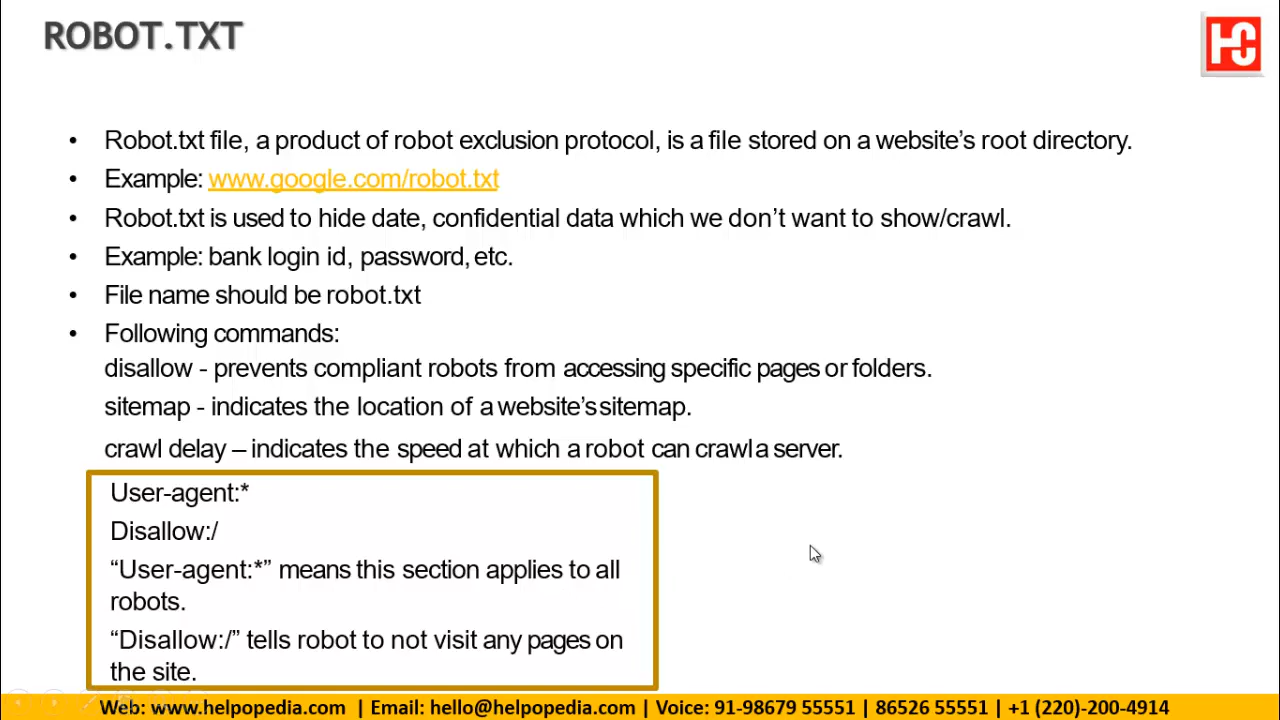 ROBOT.TXT
HC
• Robot.txt file, a product of robot exclusion protocol, is a file stored on a website's root directory.
• Example: www.google.com/robot.txt
• Robot.txt is used to hide date, confidential data which we don't want to show/crawl.
• Example: bank login id, password, etc.
• File name should be robot.txt
• Following commands:
disallow - prevents compliant robots from accessing specific pages or folders.
sitemap - indicates the location of a website's sitemap.
crawl delay – indicates the speed at which a robot can crawl a server.
User-agent:*
Disallow:/
“User-agent:*” means this section applies to all
robots.
“Disallow:/” tells robot to not visit any pages on
the site.
Web: www.helpopedia.com | Email: hello@helpopedia.com | Voice: 91-98679 55551 | 86526 55551 | +1 (220)-200-4914